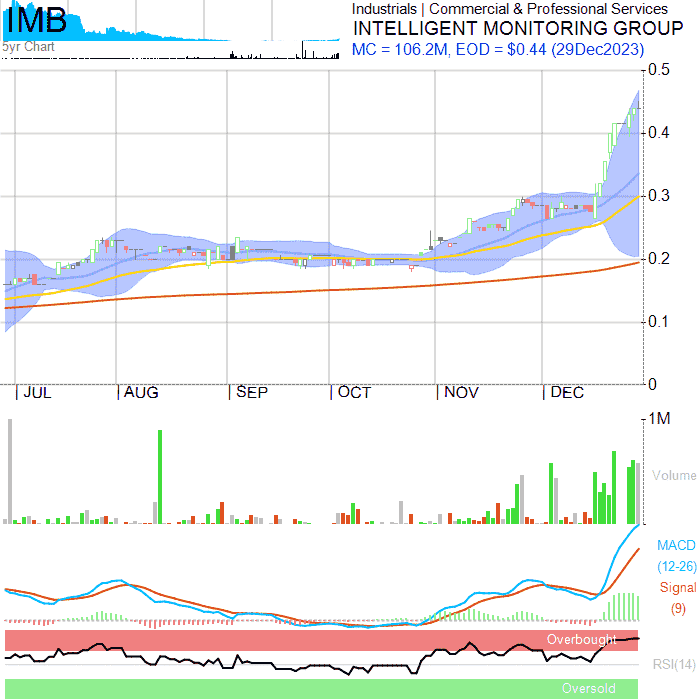 IMB
5yr Chart
Industrials | Commercial & Professional Services
INTELLIGENT MONITORING GROUP
MC = 106.2M, EOD = $0.44 (29Dec2023)
0.5
0.4
0.3
0.2
0.1
0
JUL AUG SEP OCT NOV DEC
1M
Volume
MACD
(12-26)
Signal
(9)
Overbought
RSI(14)
Oversold